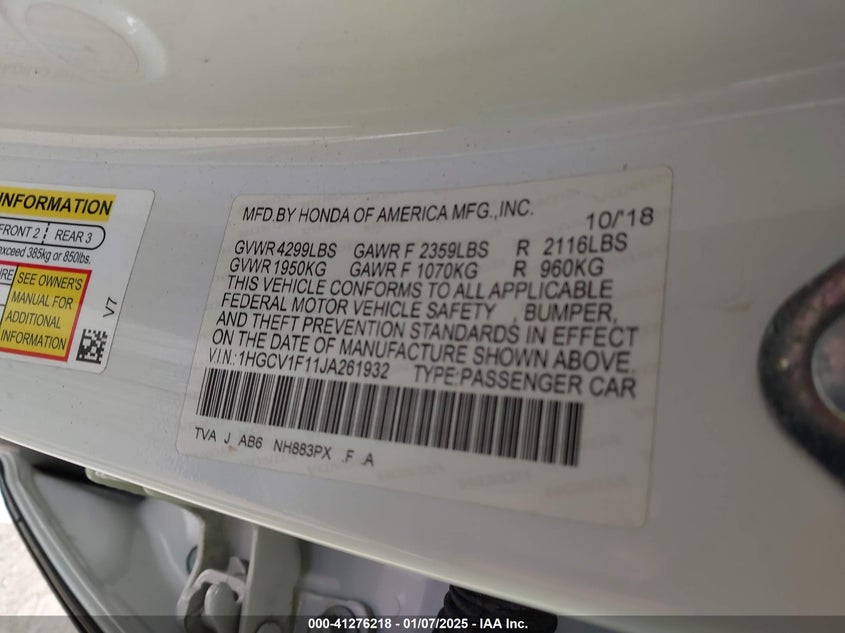 INFORMATION
FRONT 2 REAR 3
exceed 385kg or 850lbs.
SEE OWNER'S
MANUAL FOR
ADDITIONAL
INFORMATION
V7
MFD.BY HONDA OF AMERICA MFG.,INC. 10/'18
GVWR 4299LBS GAWR F 2359LBS R 2116LBS
GVWR 1950KG GAWR F 1070KG R 960KG
THIS VEHICLE CONFORMS TO ALL APPLICABLE
FEDERAL MOTOR VEHICLE SAFETY , BUMPER,
AND THEFT PREVENTION STANDARDS IN EFFECT
ON THE DATE OF MANUFACTURE SHOWN ABOVE.
VIN: 1HGCV1F11JA261932 TYPE:PASSENGER CAR
TVA J AB6 NH883PX .F .A
000-41276218 - 01/07/2025 - IAA Inc.